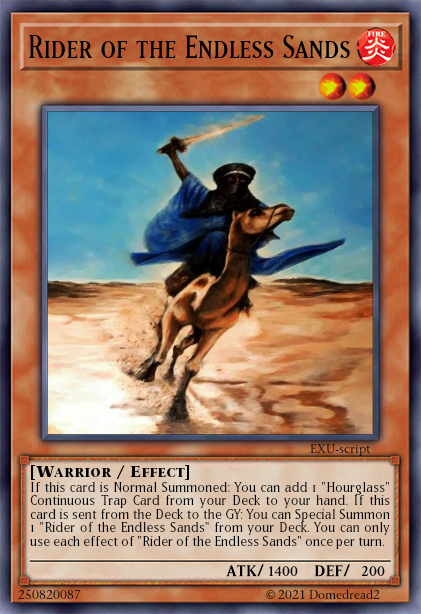 Rider of the Endless Sands
FIRE
炎
EXU-script
[Warrior / Effect]
If this card is Normal Summoned: You can add 1 "Hourglass"
Continuous Trap Card from your Deck to your hand. If this
card is sent from the Deck to the GY: You can Special Summon
1 "Rider of the Endless Sands" from your Deck. You can only
use each effect of "Rider of the Endless Sands" once per turn.
ATK/ 1400 DEF/ 200
250820087 © 2021 Domedread2